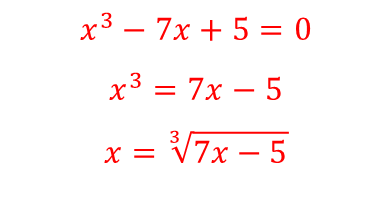 x³ − 7x + 5 = 0
x³ = 7x − 5
x = ∛(7x − 5)